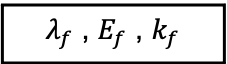 λ_f , E_f , k_f